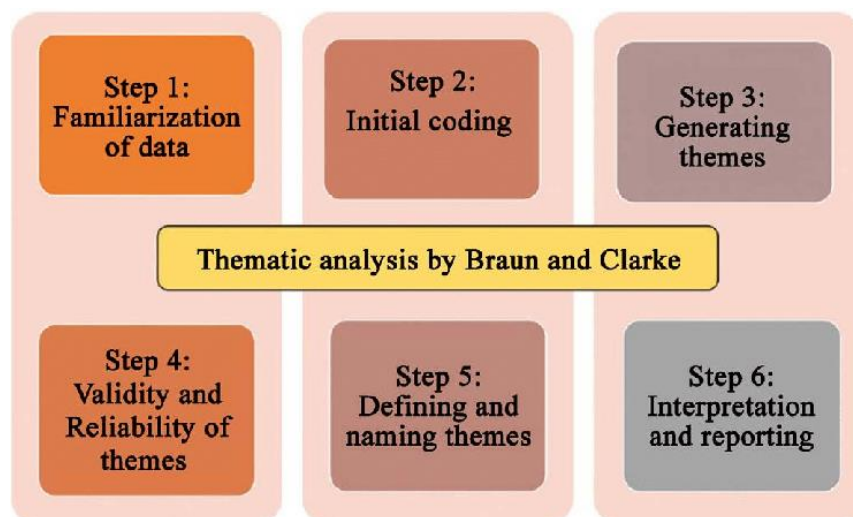 Step 1:
Familiarization
of data
Step 2:
Initial coding
Step 3:
Generating
themes
Thematic analysis by Braun and Clarke
Step 4:
Validity and
Reliability of
themes
Step 5:
Defining and
naming themes
Step 6:
Interpretation
and reporting